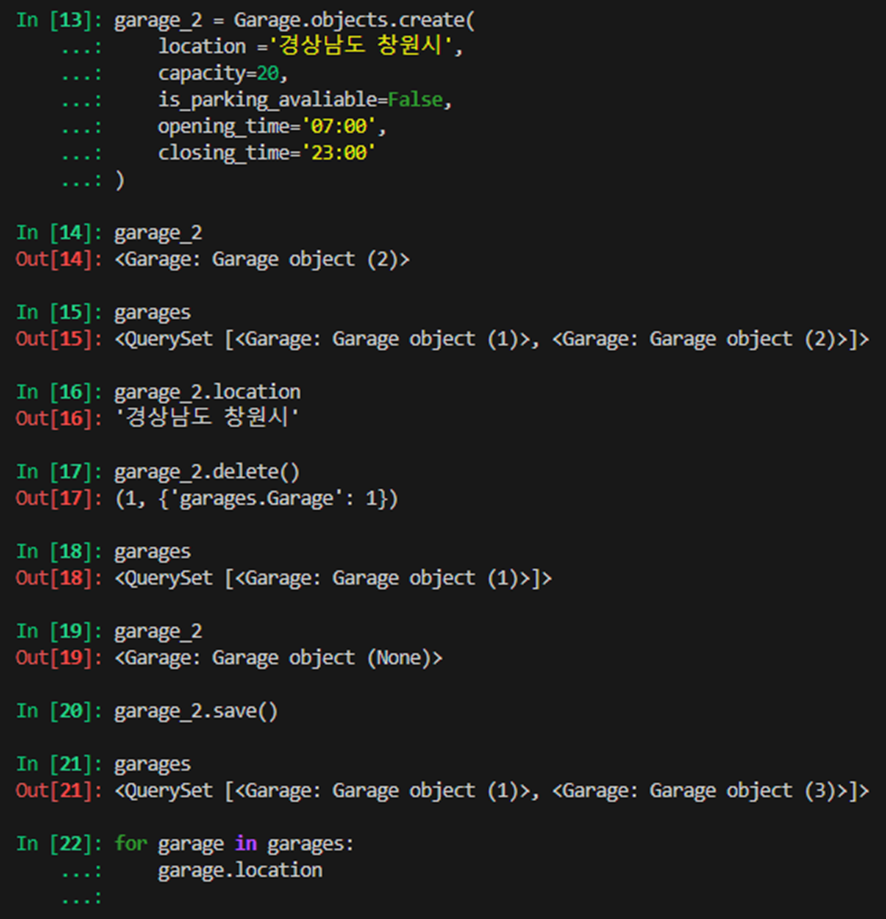 In [13]: garage_2 = Garage.objects.create(
    ...:     location ='경상남도 창원시',
    ...:     capacity=20,
    ...:     is_parking_avaliable=False,
    ...:     opening_time='07:00',
    ...:     closing_time='23:00'
    ...: )
In [14]: garage_2
Out[14]: <Garage: Garage object (2)>
In [15]: garages
Out[15]: <QuerySet [<Garage: Garage object (1)>, <Garage: Garage object (2)>]>
In [16]: garage_2.location
Out[16]: '경상남도 창원시'
In [17]: garage_2.delete()
Out[17]: (1, {'garages.Garage': 1})
In [18]: garages
Out[18]: <QuerySet [<Garage: Garage object (1)>]>
In [19]: garage_2
Out[19]: <Garage: Garage object (None)>
In [20]: garage_2.save()
In [21]: garages
Out[21]: <QuerySet [<Garage: Garage object (1)>, <Garage: Garage object (3)>]>
In [22]: for garage in garages:
    ...:     garage.location
    ...: